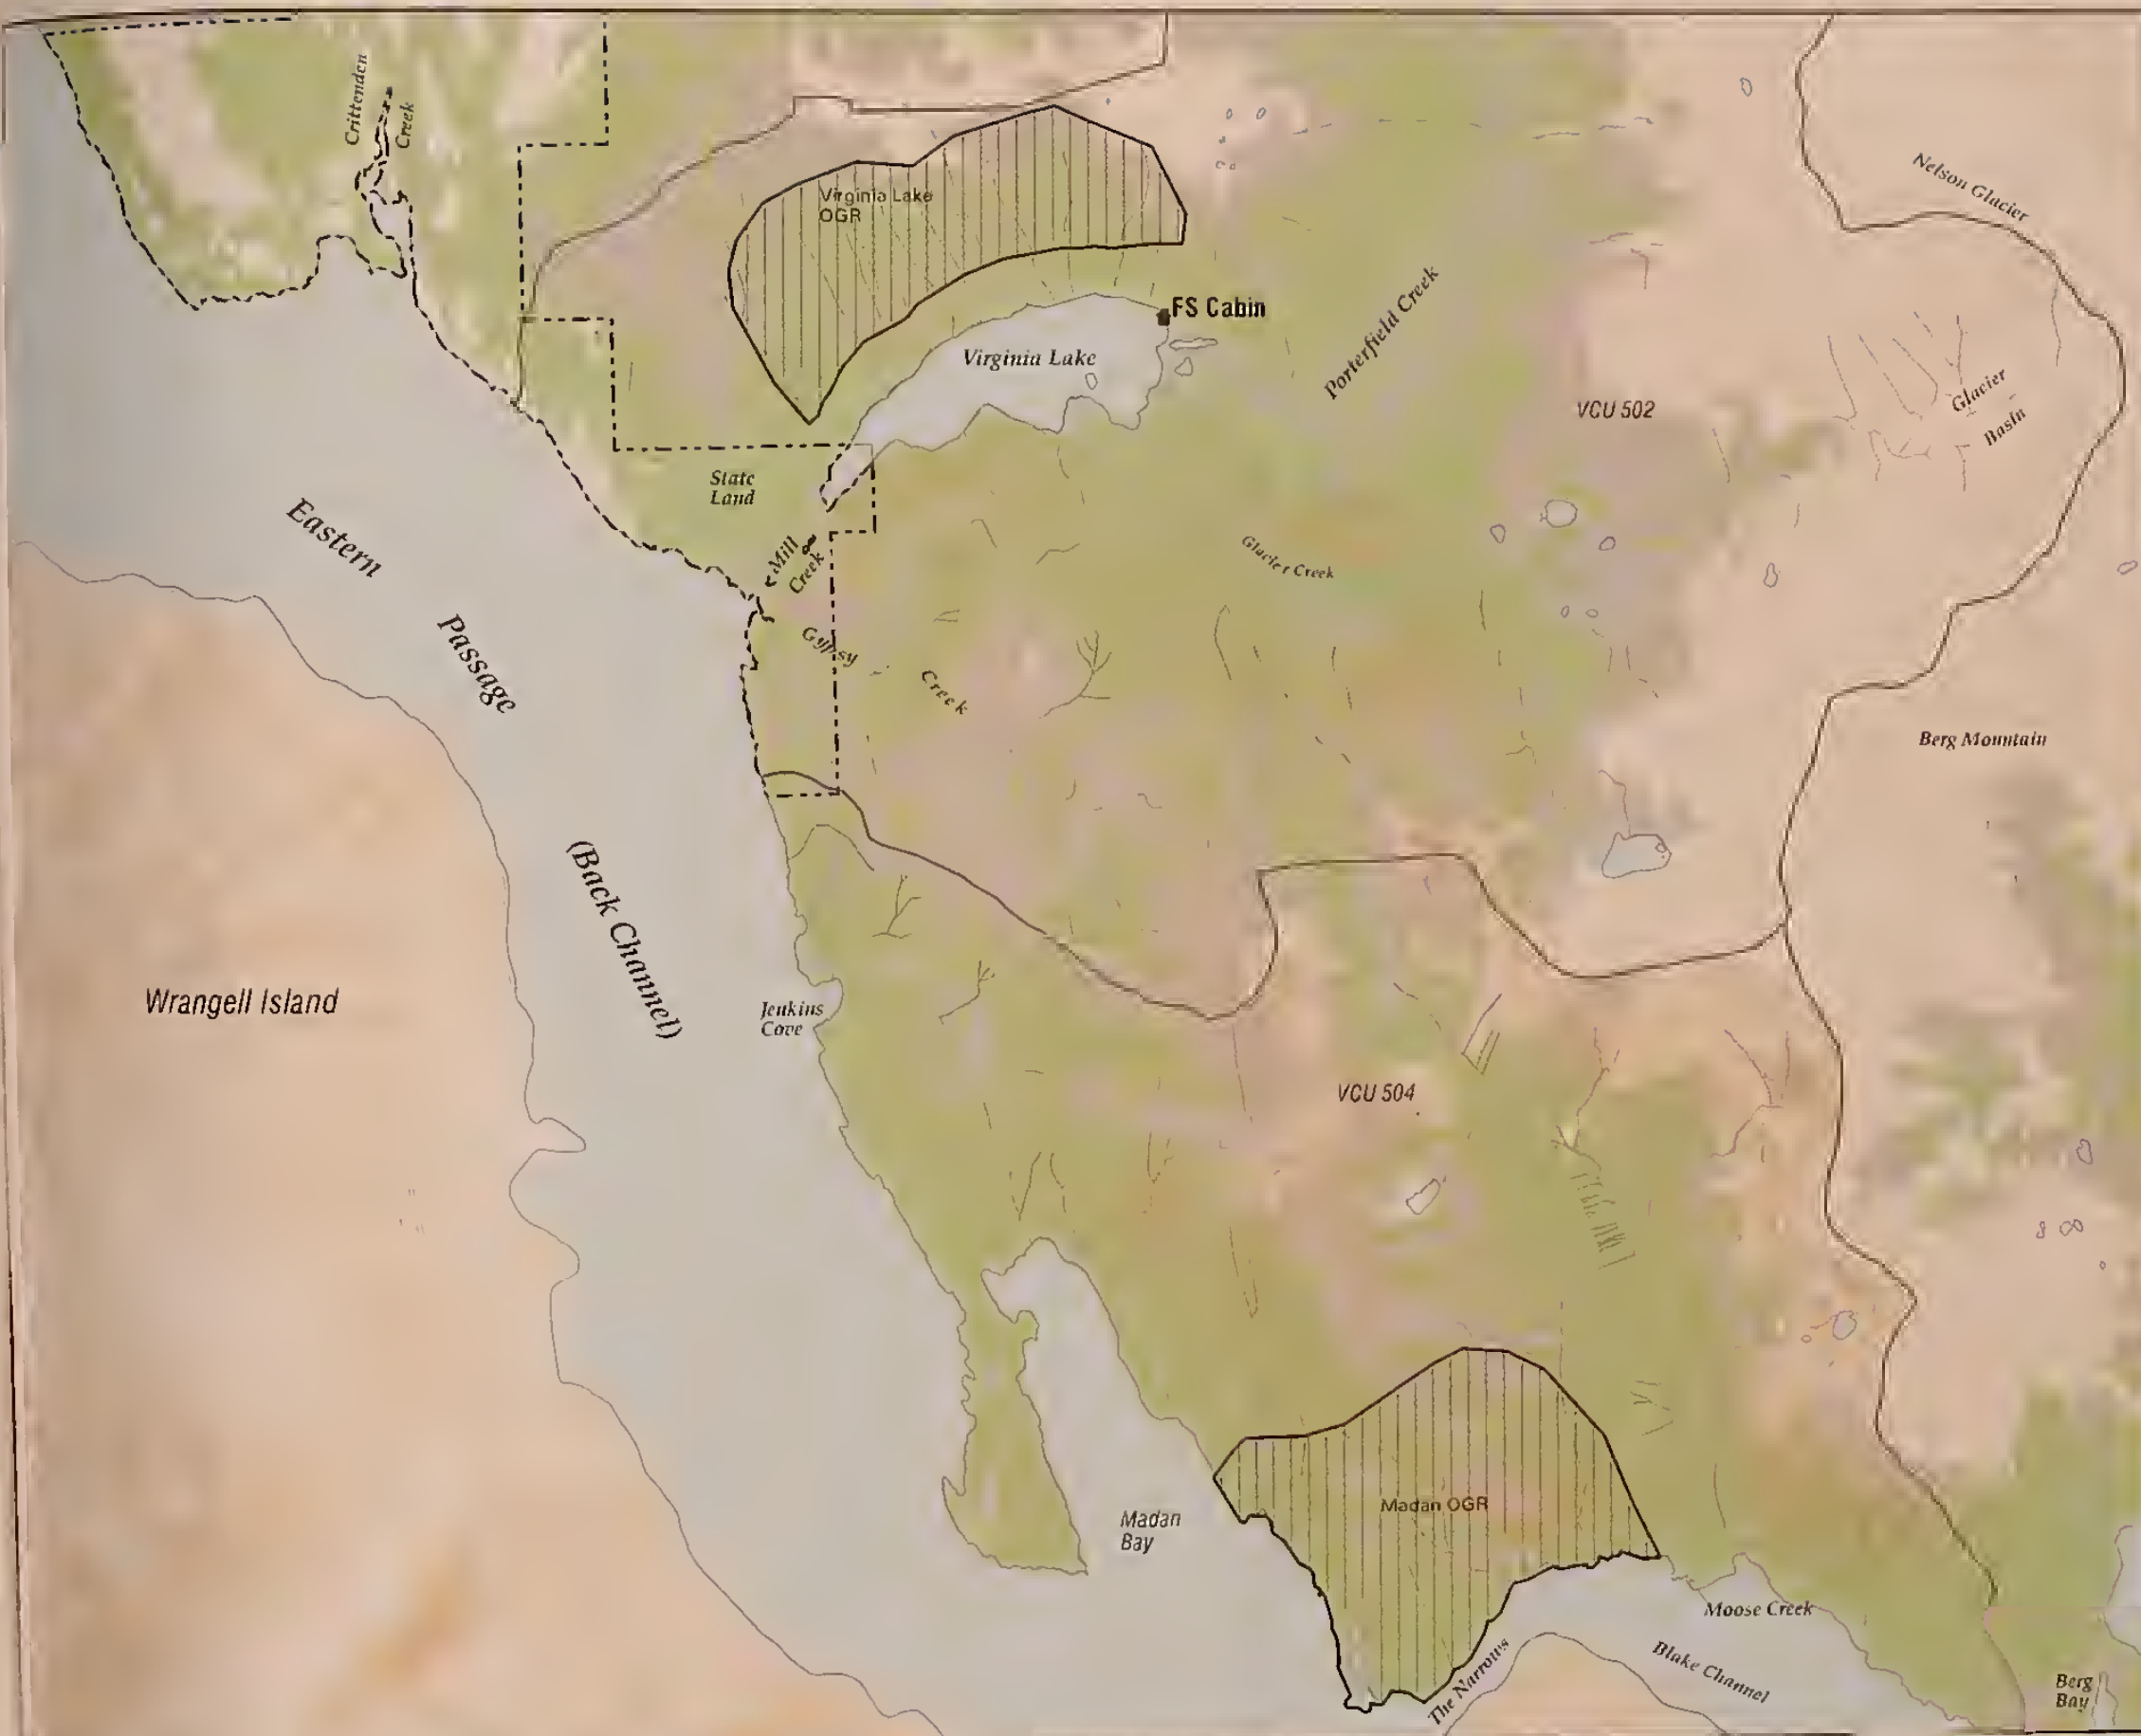 Crittenden
Creek
Nelson Glacier
Virginia Lake
OGR
FS Cabin
Porterfield Creek
Virginia Lake
VCU 502
Glacier
Basin
State
Land
Eastern
Passage
(Back Channel)
Mill
Creek
Glacier Creek
Gypsy
Creek
Berg Mountain
Wrangell Island
Jenkins
Cove
VCU 504
Madan OGR
Madan
Bay
Moose Creek
The Narrows
Blake Channel
Berg
Bay